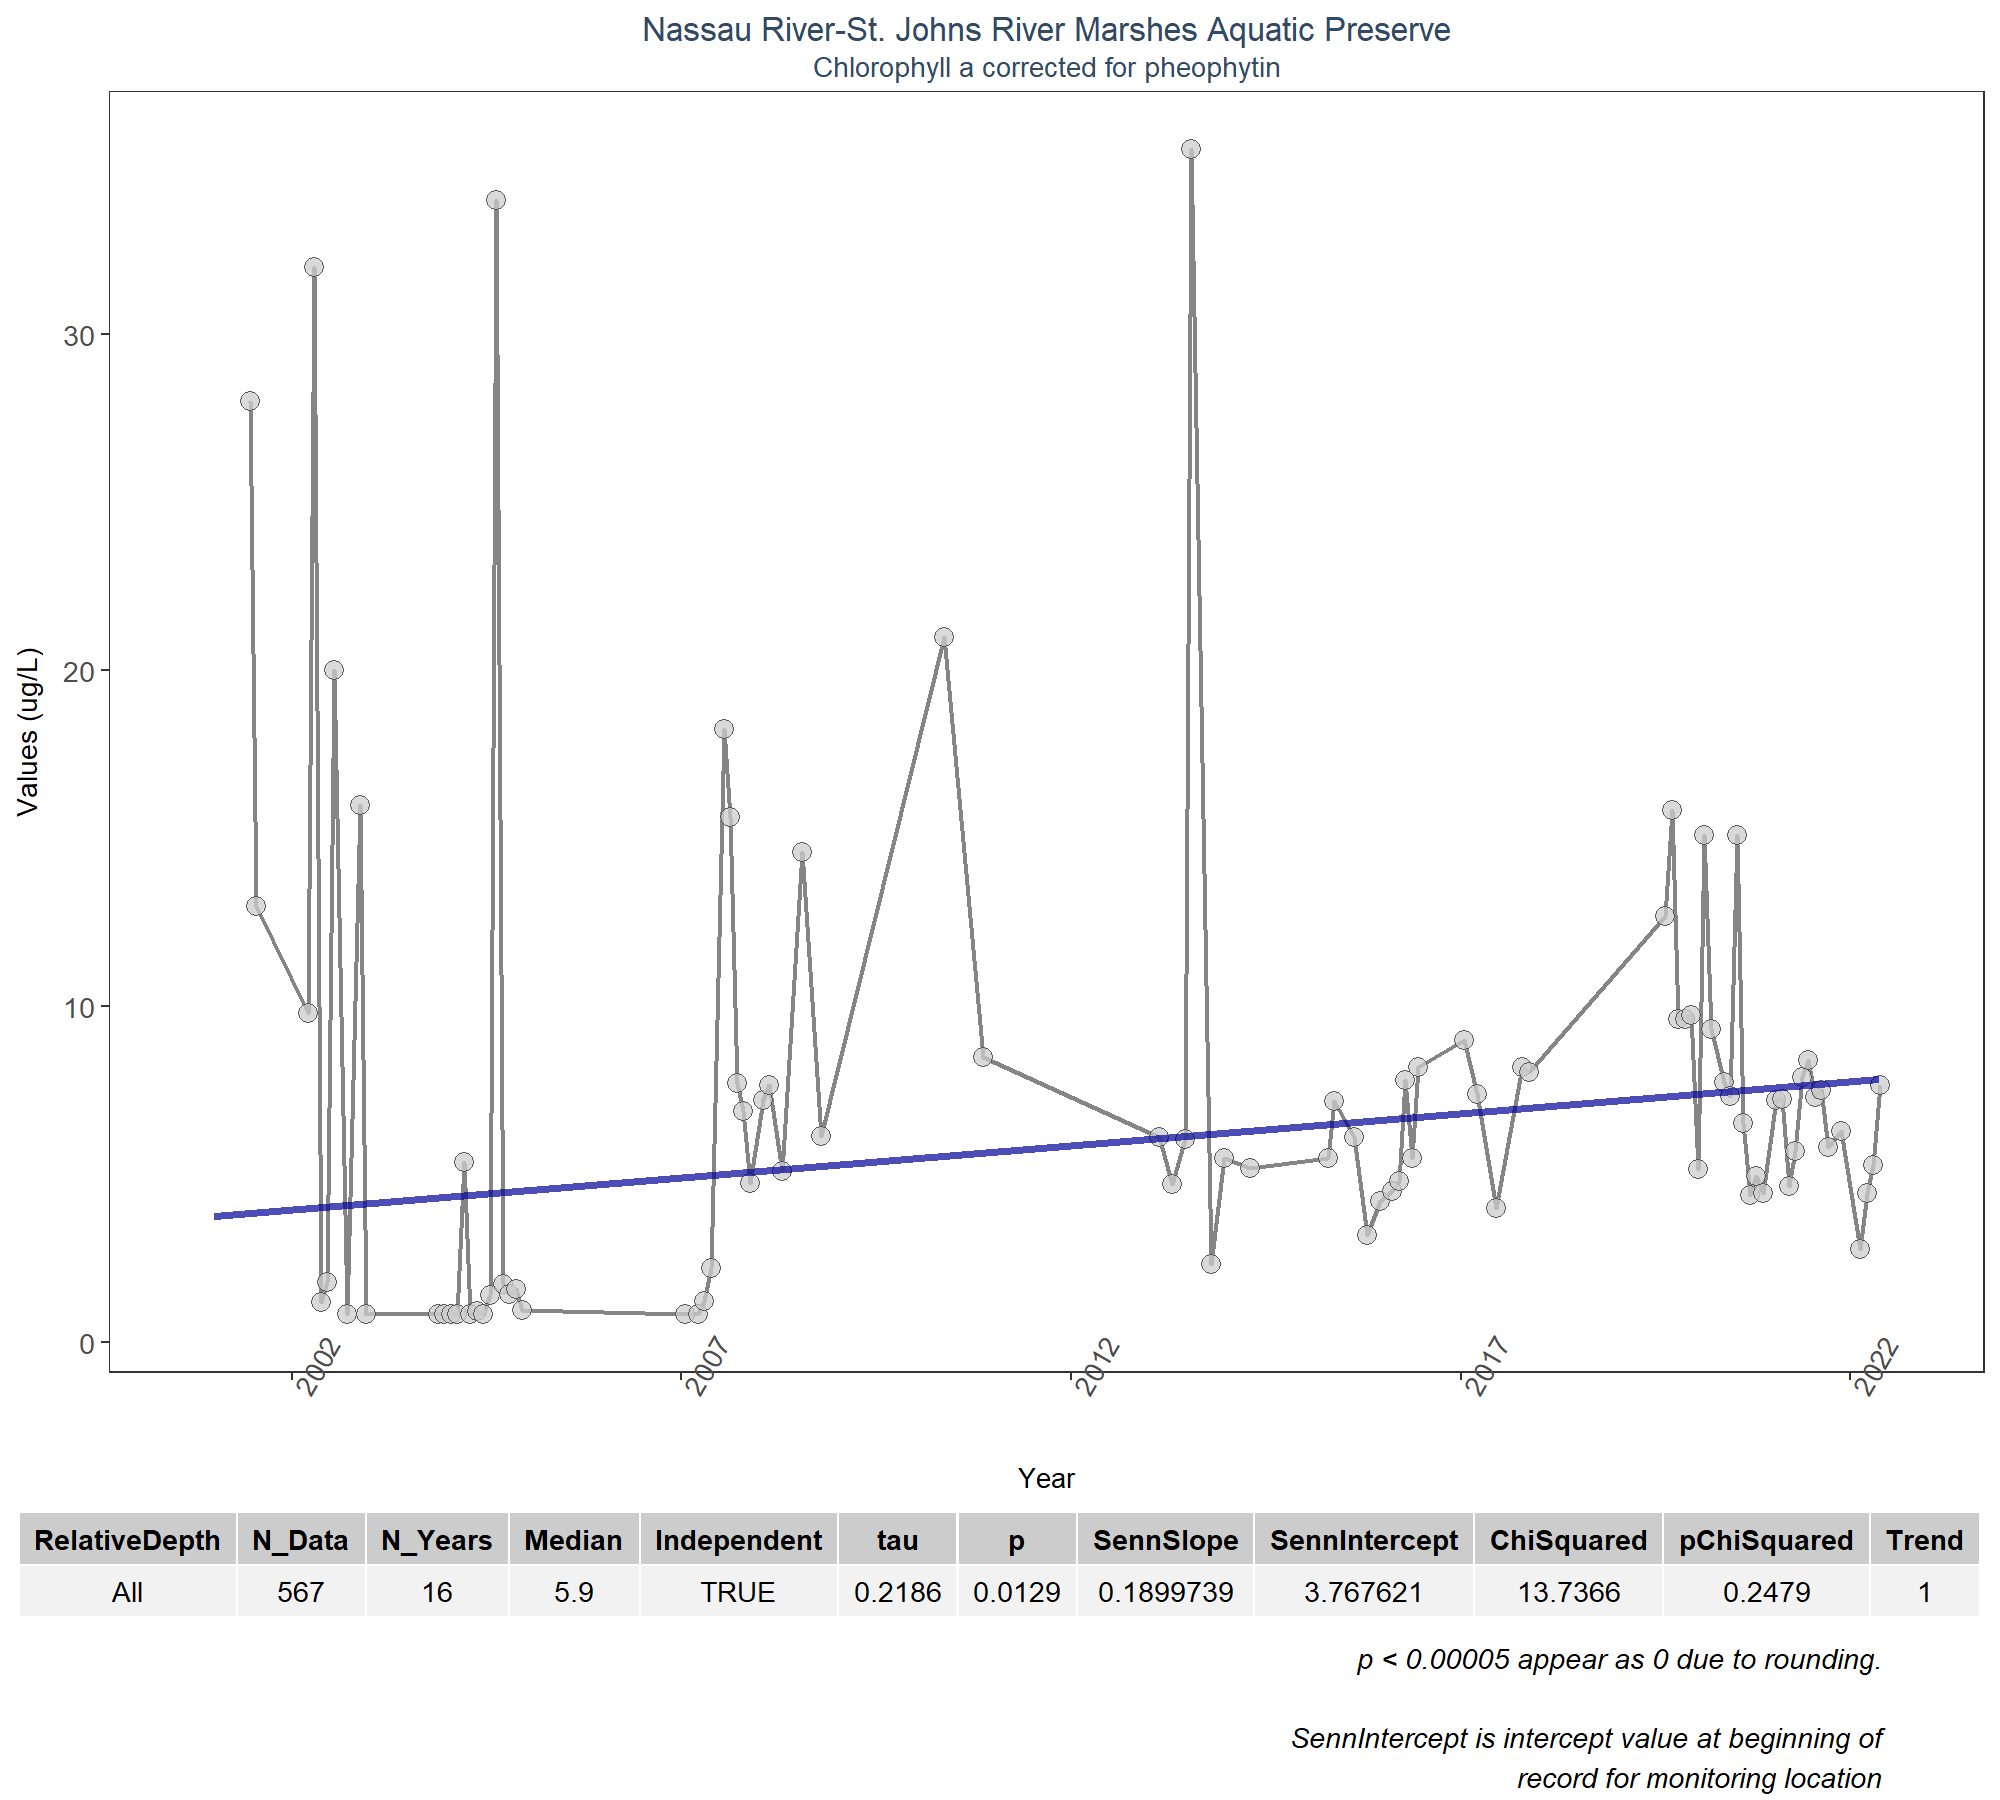 Nassau River-St. Johns River Marshes Aquatic Preserve
Chlorophyll a corrected for pheophytin
Values (ug/L)
30
20
10
0
2002 2007 2012 2017 2022
Year
RelativeDepth N_Data N_Years Median Independent tau p SennSlope SennIntercept ChiSquared pChiSquared Trend
All 567 16 5.9 TRUE 0.2186 0.0129 0.1899739 3.767621 13.7366 0.2479 1
p < 0.00005 appear as 0 due to rounding.
SennIntercept is intercept value at beginning of
record for monitoring location